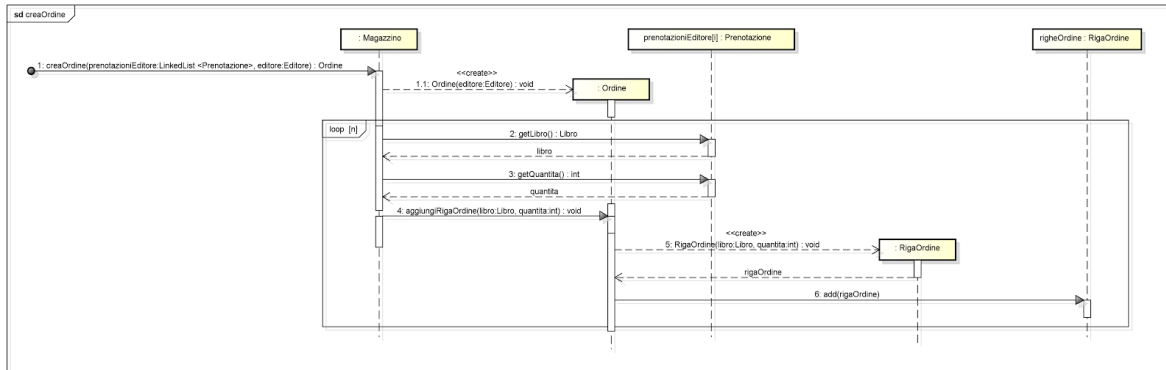 sd creaOrdine
: Magazzino
prenotazioniEditore[i] : Prenotazione
righeOrdine : RigaOrdine
1: creaOrdine(prenotazioniEditore:LinkedList <Prenotazione>, editore:Editore) : Ordine
<<create>>
1.1: Ordine(editore:Editore) : void
: Ordine
loop [n]
2: getLibro() : Libro
libro
3: getQuantita() : int
quantita
4: aggiungiRigaOrdine(libro:Libro, quantita:int) : void
<<create>>
5: RigaOrdine(libro:Libro, quantita:int) : void
: RigaOrdine
rigaOrdine
6: add(rigaOrdine)